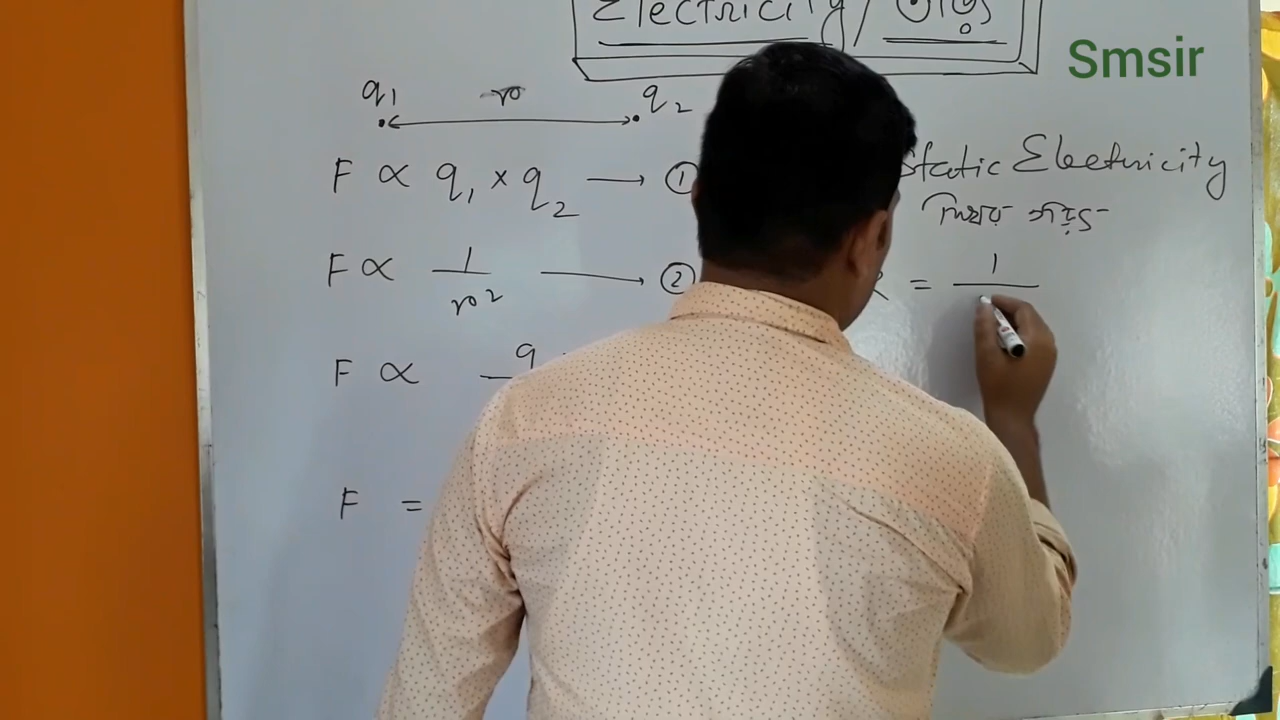 Electricity/
Smsir
q₁ r q₂
F ∝ q₁ × q₂ ⟶ ①
Static Electricity
স্থির তড়িৎ
F ∝ 1/r² ⟶ ②
= 1
F ∝ q
F =